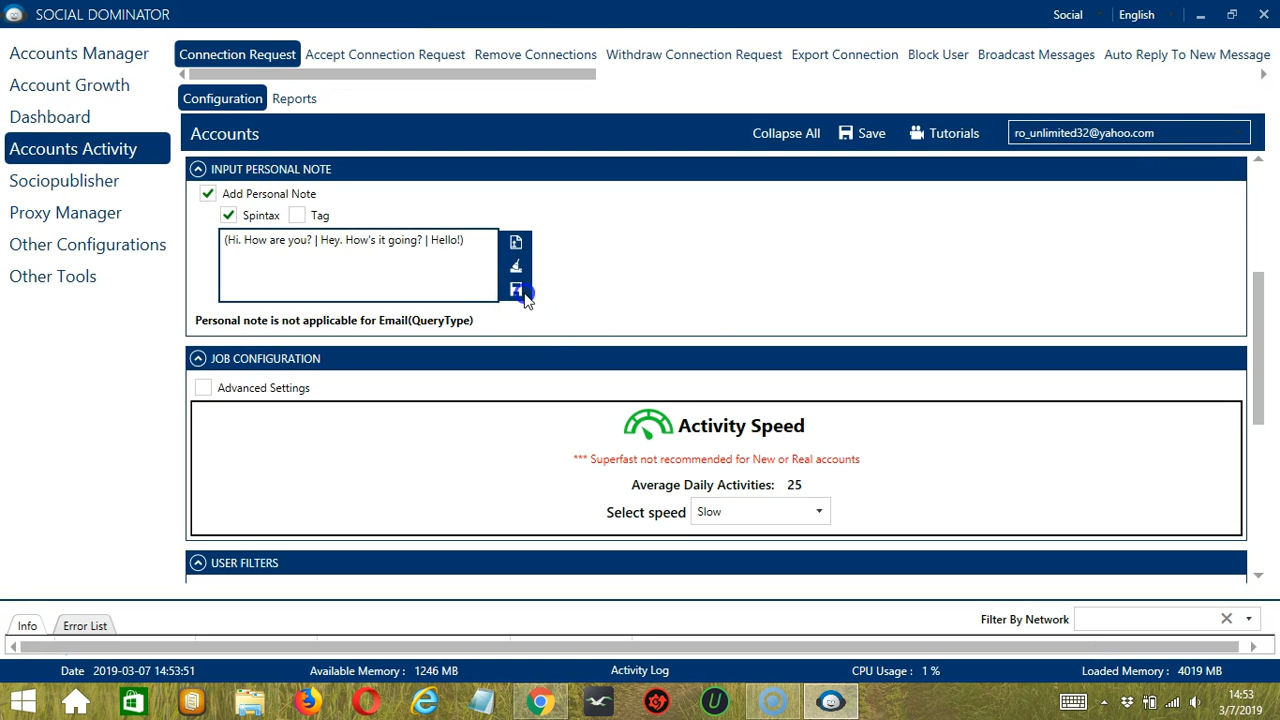 SOCIAL DOMINATOR
Social
English
Accounts Manager
Account Growth
Dashboard
Accounts Activity
Sociopublisher
Proxy Manager
Other Configurations
Other Tools
Connection Request
Accept Connection Request
Remove Connections
Withdraw Connection Request
Export Connection
Block User
Broadcast Messages
Auto Reply To New Message
Configuration
Reports
Accounts
Collapse All
Save
Tutorials
ro_unlimited32@yahoo.com
INPUT PERSONAL NOTE
Add Personal Note
Spintax
Tag
(Hi. How are you? | Hey. How's it going? | Hello!)
Personal note is not applicable for Email(QueryType)
JOB CONFIGURATION
Advanced Settings
Activity Speed
*** Superfast not recommended for New or Real accounts
Average Daily Activities: 25
Select speed
Slow
USER FILTERS
Info
Error List
Filter By Network
Date 2019-03-07 14:53:51
Available Memory : 1246 MB
Activity Log
CPU Usage : 1 %
Loaded Memory : 4019 MB
14:53
3/7/2019